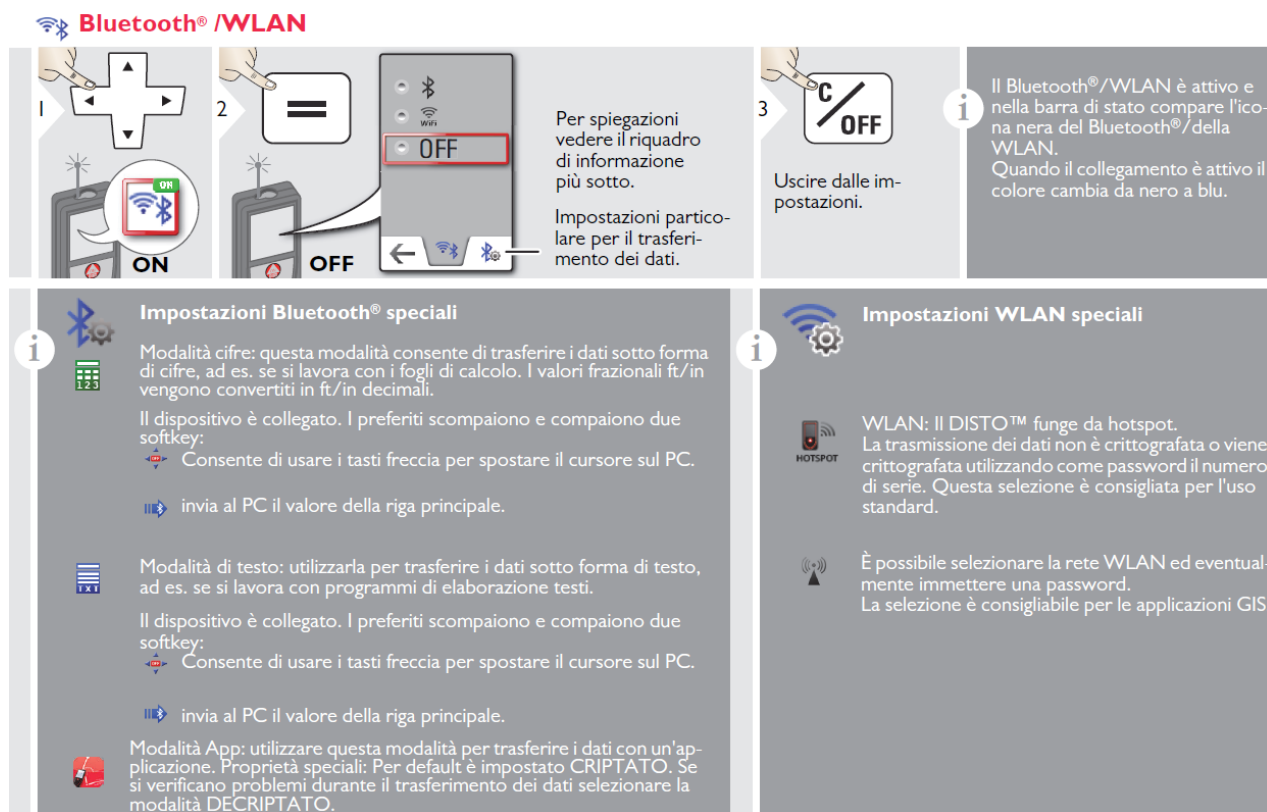 Bluetooth® /WLAN
1
ON
ON
2
OFF
WiFi
OFF
Per spiegazioni
vedere il riquadro
di informazione
più sotto.
Impostazioni partico-
lare per il trasferi-
mento dei dati.
3
C/OFF
Uscire dalle im-
postazioni.
i
Il Bluetooth®/WLAN è attivo e
nella barra di stato compare l'ico-
na nera del Bluetooth®/della
WLAN.
Quando il collegamento è attivo il
colore cambia da nero a blu.
i
Impostazioni Bluetooth® speciali
123
Modalità cifre: questa modalità consente di trasferire i dati sotto forma
di cifre, ad es. se si lavora con i fogli di calcolo. I valori frazionali ft/in
vengono convertiti in ft/in decimali.
Il dispositivo è collegato. I preferiti scompaiono e compaiono due
softkey:
OFF
Consente di usare i tasti freccia per spostare il cursore sul PC.
invia al PC il valore della riga principale.
TXT
Modalità di testo: utilizzarla per trasferire i dati sotto forma di testo,
ad es. se si lavora con programmi di elaborazione testi.
Il dispositivo è collegato. I preferiti scompaiono e compaiono due
softkey:
OFF
Consente di usare i tasti freccia per spostare il cursore sul PC.
invia al PC il valore della riga principale.
Modalità App: utilizzare questa modalità per trasferire i dati con un'ap-
plicazione. Proprietà speciali: Per default è impostato CRIPTATO. Se
si verificano problemi durante il trasferimento dei dati selezionare la
modalità DECRIPTATO.
i
Impostazioni WLAN speciali
HOTSPOT
WLAN: Il DISTO™ funge da hotspot.
La trasmissione dei dati non è crittografata o viene
crittografata utilizzando come password il numero
di serie. Questa selezione è consigliata per l'uso
standard.
È possibile selezionare la rete WLAN ed eventual-
mente immettere una password.
La selezione è consigliabile per le applicazioni GIS